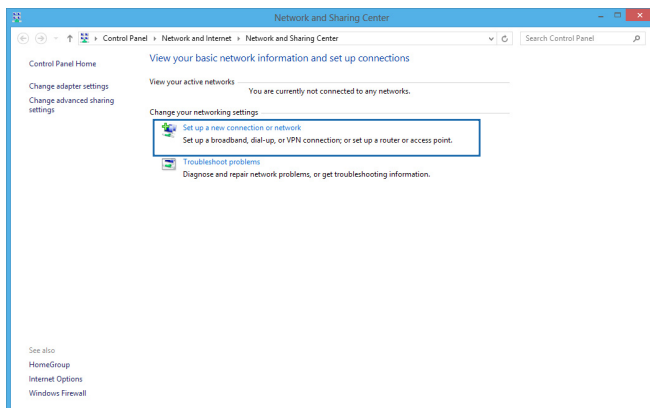 Network and Sharing Center
Control Panel ▸ Network and Internet ▸ Network and Sharing Center
Search Control Panel
Control Panel Home
Change adapter settings
Change advanced sharing
settings
View your basic network information and set up connections
View your active networks
You are currently not connected to any networks.
Change your networking settings
Set up a new connection or network
Set up a broadband, dial-up, or VPN connection; or set up a router or access point.
Troubleshoot problems
Diagnose and repair network problems, or get troubleshooting information.
See also
HomeGroup
Internet Options
Windows Firewall